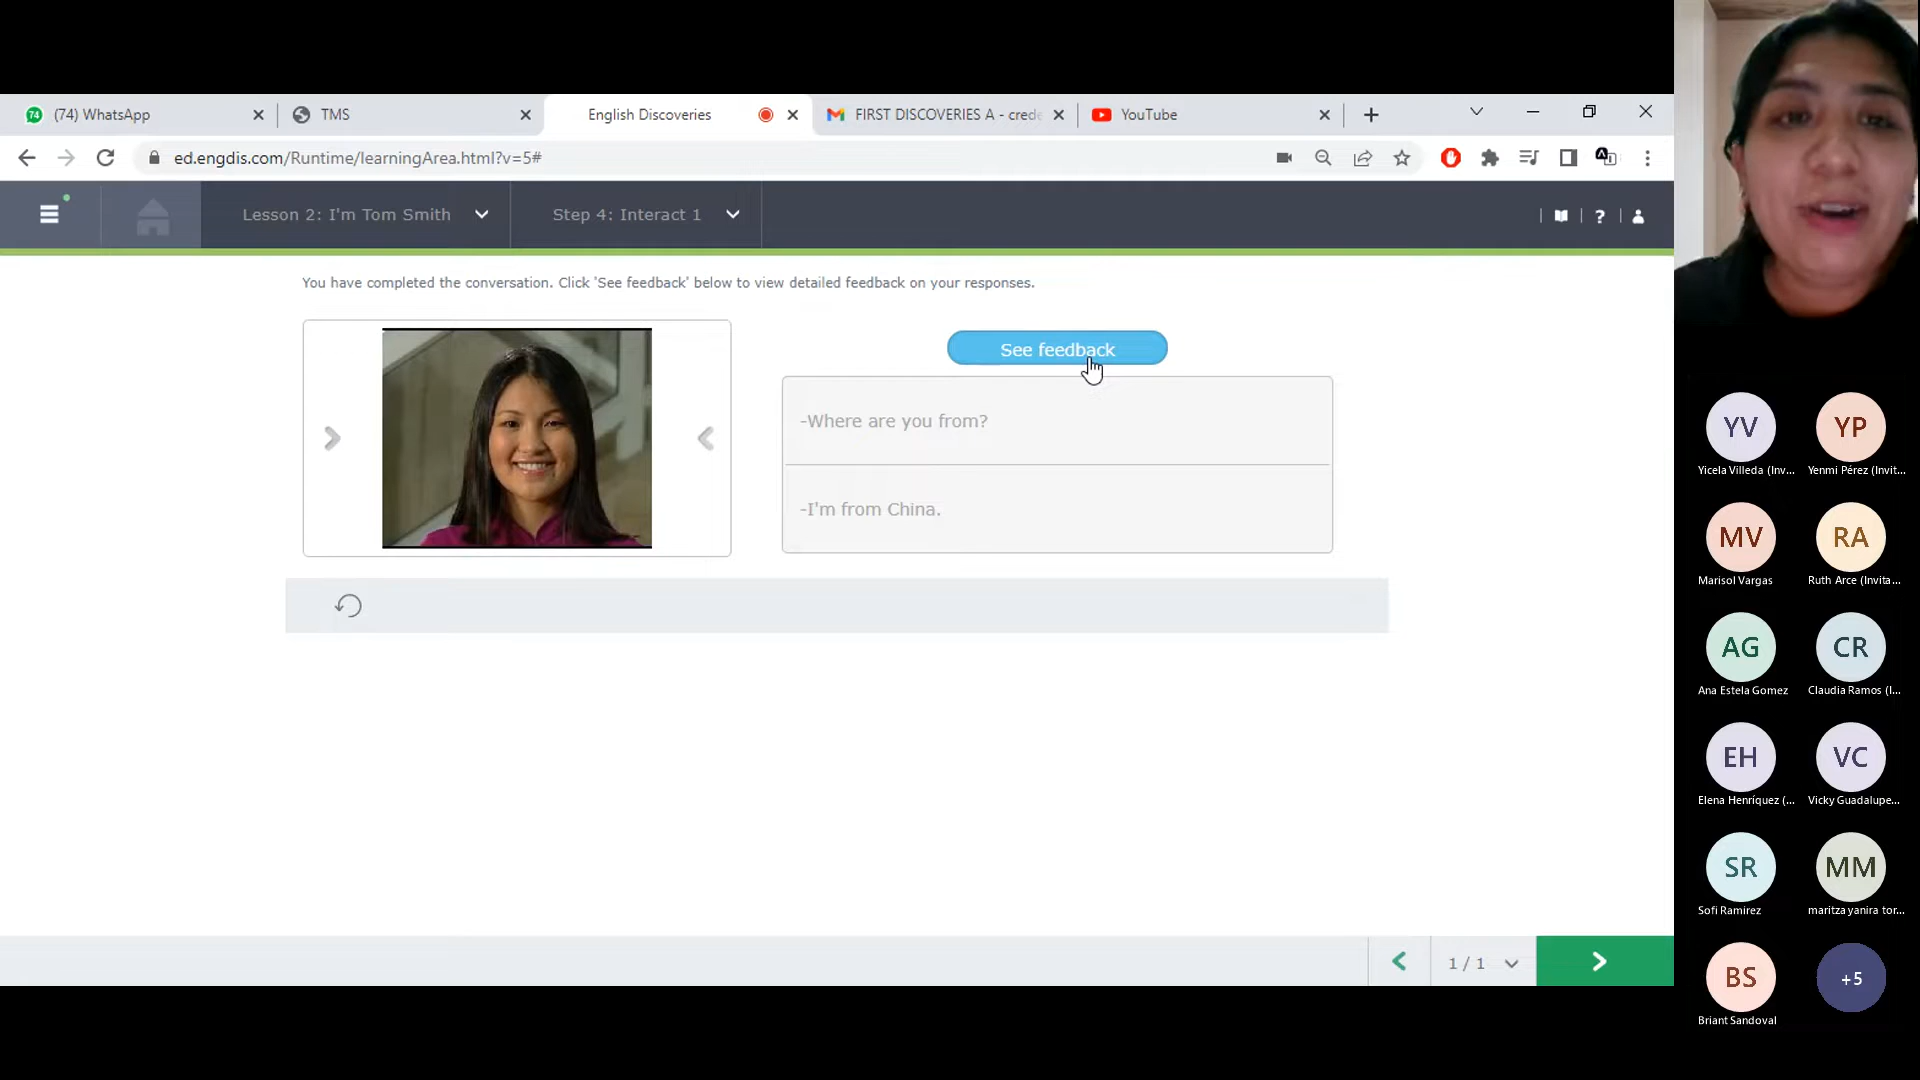 74
(74) WhatsApp
TMS
English Discoveries
FIRST DISCOVERIES A - crede
YouTube
ed.engdis.com/Runtime/learningArea.html?v=5#
Lesson 2: I'm Tom Smith
Step 4: Interact 1
?
You have completed the conversation. Click 'See feedback' below to view detailed feedback on your responses.
See feedback
-Where are you from?
-I'm from China.
1 / 1
YV
YP
Yicela Villeda (Inv...
Yenmi Pérez (Invit...
MV
RA
Marisol Vargas
Ruth Arce (Invita...
AG
CR
Ana Estela Gomez
Claudia Ramos (I...
EH
VC
Elena Henríquez (...
Vicky Guadalupe...
SR
MM
Sofi Ramirez
maritza yanira tor...
BS
+5
Briant Sandoval